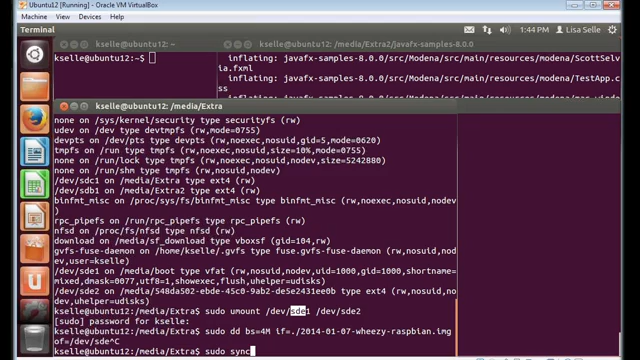 Ubuntu12 [Running] - Oracle VM VirtualBox
Machine View Devices Help
Terminal
1:44 PM Lisa Selle
kselle@ubuntu12: ~
kselle@ubuntu12: /media/Extra2/javafx-samples-8.0.0
kselle@ubuntu12:~$
inflating: javafx-samples-8.0.0/src/Modena/src/main/resources/ScottSelv
ia.fxml
inflating: javafx-samples-8.0.0/src/Modena/src/main/resources/TestApp.c
ss
kselle@ubuntu12: /media/Extra
none on /sys/kernel/security type securityfs (rw)
udev on /dev type devtmpfs (rw,mode=0755)
devpts on /dev/pts type devpts (rw,noexec,nosuid,gid=5,mode=0620)
tmpfs on /run type tmpfs (rw,noexec,nosuid,size=10%,mode=0755)
none on /run/lock type tmpfs (rw,noexec,nosuid,nodev,size=5242880)
none on /run/shm type tmpfs (rw,nosuid,nodev)
/dev/sdc1 on /media/Extra type ext4 (rw)
/dev/sdb1 on /media/Extra2 type ext4 (rw)
binfmt_misc on /proc/sys/fs/binfmt_misc type binfmt_misc (rw,noexec,nosuid,nodev
)
rpc_pipefs on /run/rpc_pipefs type rpc_pipefs (rw)
nfsd on /proc/fs/nfsd type nfsd (rw)
download on /media/sf_download type vboxsf (gid=104,rw)
gvfs-fuse-daemon on /home/kselle/.gvfs type fuse.gvfs-fuse-daemon (rw,nosuid,nod
ev,user=kselle)
/dev/sde1 on /media/boot type vfat (rw,nosuid,nodev,uid=1000,gid=1000,shortname=
mixed,dmask=0077,utf8=1,showexec,flush,uhelper=udisks)
/dev/sde2 on /media/548da502-ebde-45c0-9ab2-de5e2431ee0b type ext4 (rw,nosuid,no
dev,uhelper=udisks)
kselle@ubuntu12:/media/Extra$ sudo umount /dev/sde1 /dev/sde2
[sudo] password for kselle:
kselle@ubuntu12:/media/Extra$ sudo dd bs=4M if=./2014-01-07-wheezy-raspbian.img
of=/dev/sde^C
kselle@ubuntu12:/media/Extra$ sudo sync